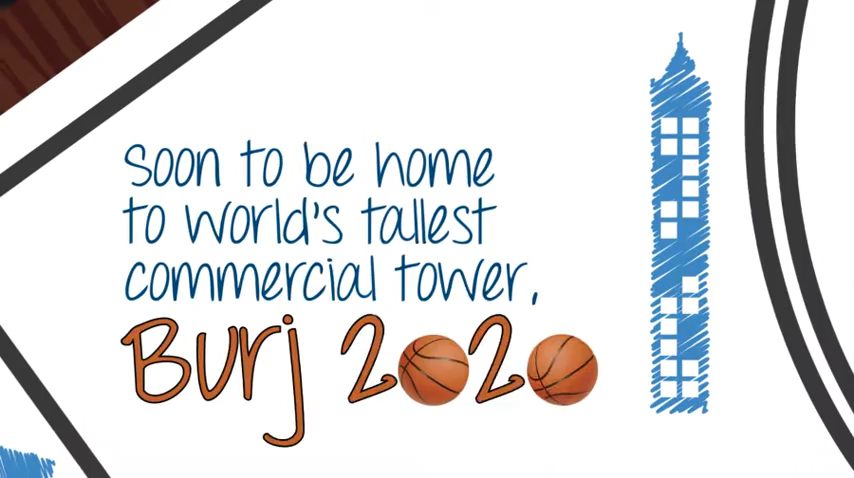 Soon to be home
to world's tallest
commercial tower,
Burj 2020